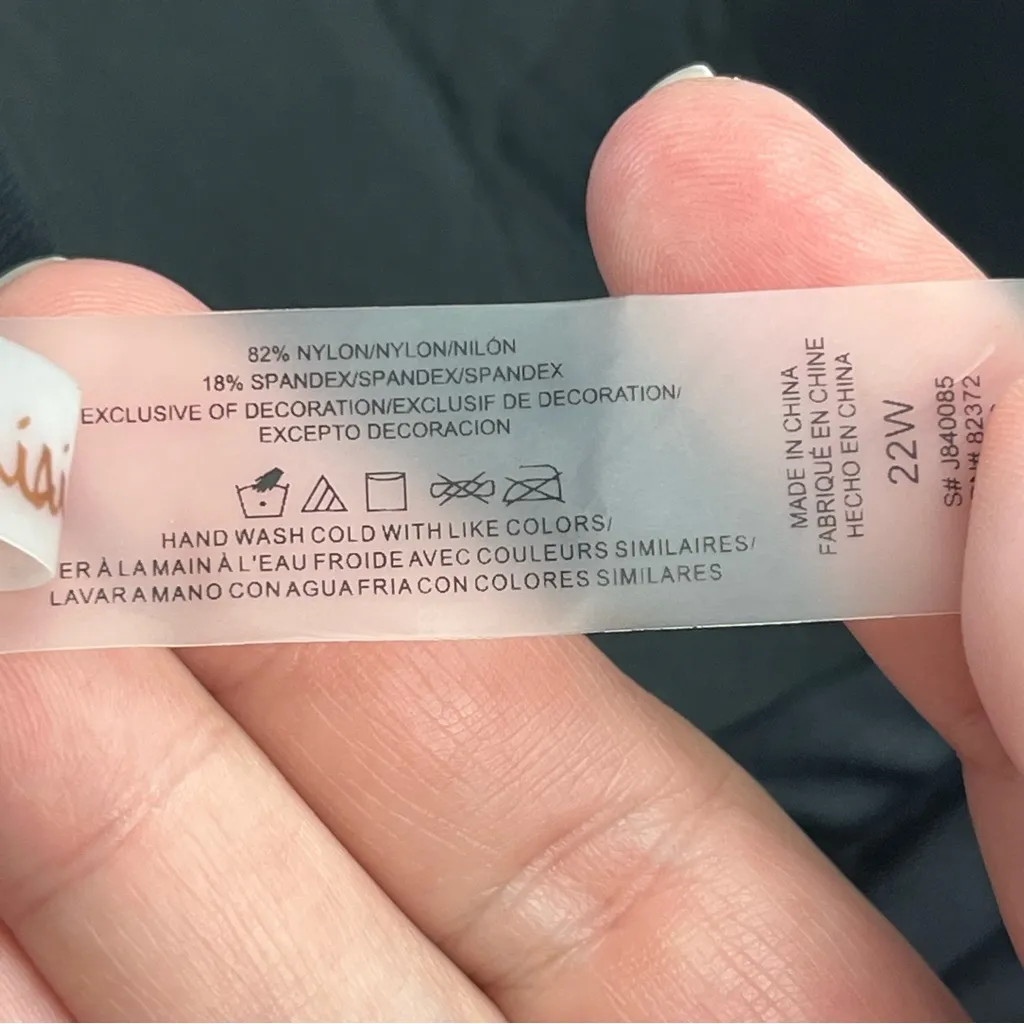 82% NYLON/NYLON/NILÓN
18% SPANDEX/SPANDEX/SPANDEX
EXCLUSIVE OF DECORATION/EXCLUSIF DE DECORATION/
EXCEPTO DECORACION
HAND WASH COLD WITH LIKE COLORS/
ER À LA MAIN À L'EAU FROIDE AVEC COULEURS SIMILAIRES/
LAVAR A MANO CON AGUA FRIA CON COLORES SIMILARES
MADE IN CHINA
FABRIQUÉ EN CHINE
HECHO EN CHINA
22W
S# J840085
82372